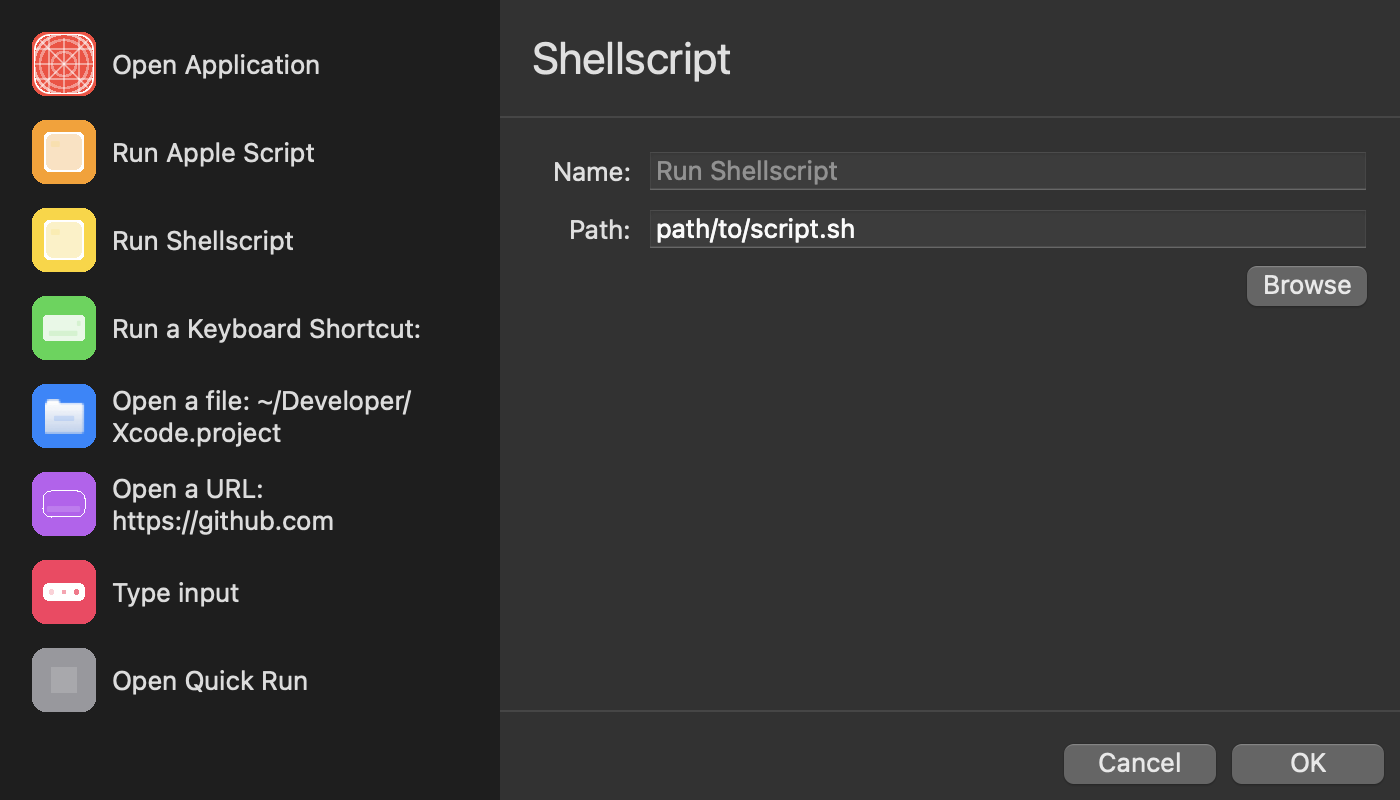 Open Application
Run Apple Script
Run Shellscript
Run a Keyboard Shortcut:
Open a file: ~/Developer/
Xcode.project
Open a URL:
https://github.com
Type input
Open Quick Run
Shellscript
Name: Run Shellscript
Path: path/to/script.sh
Browse
Cancel OK